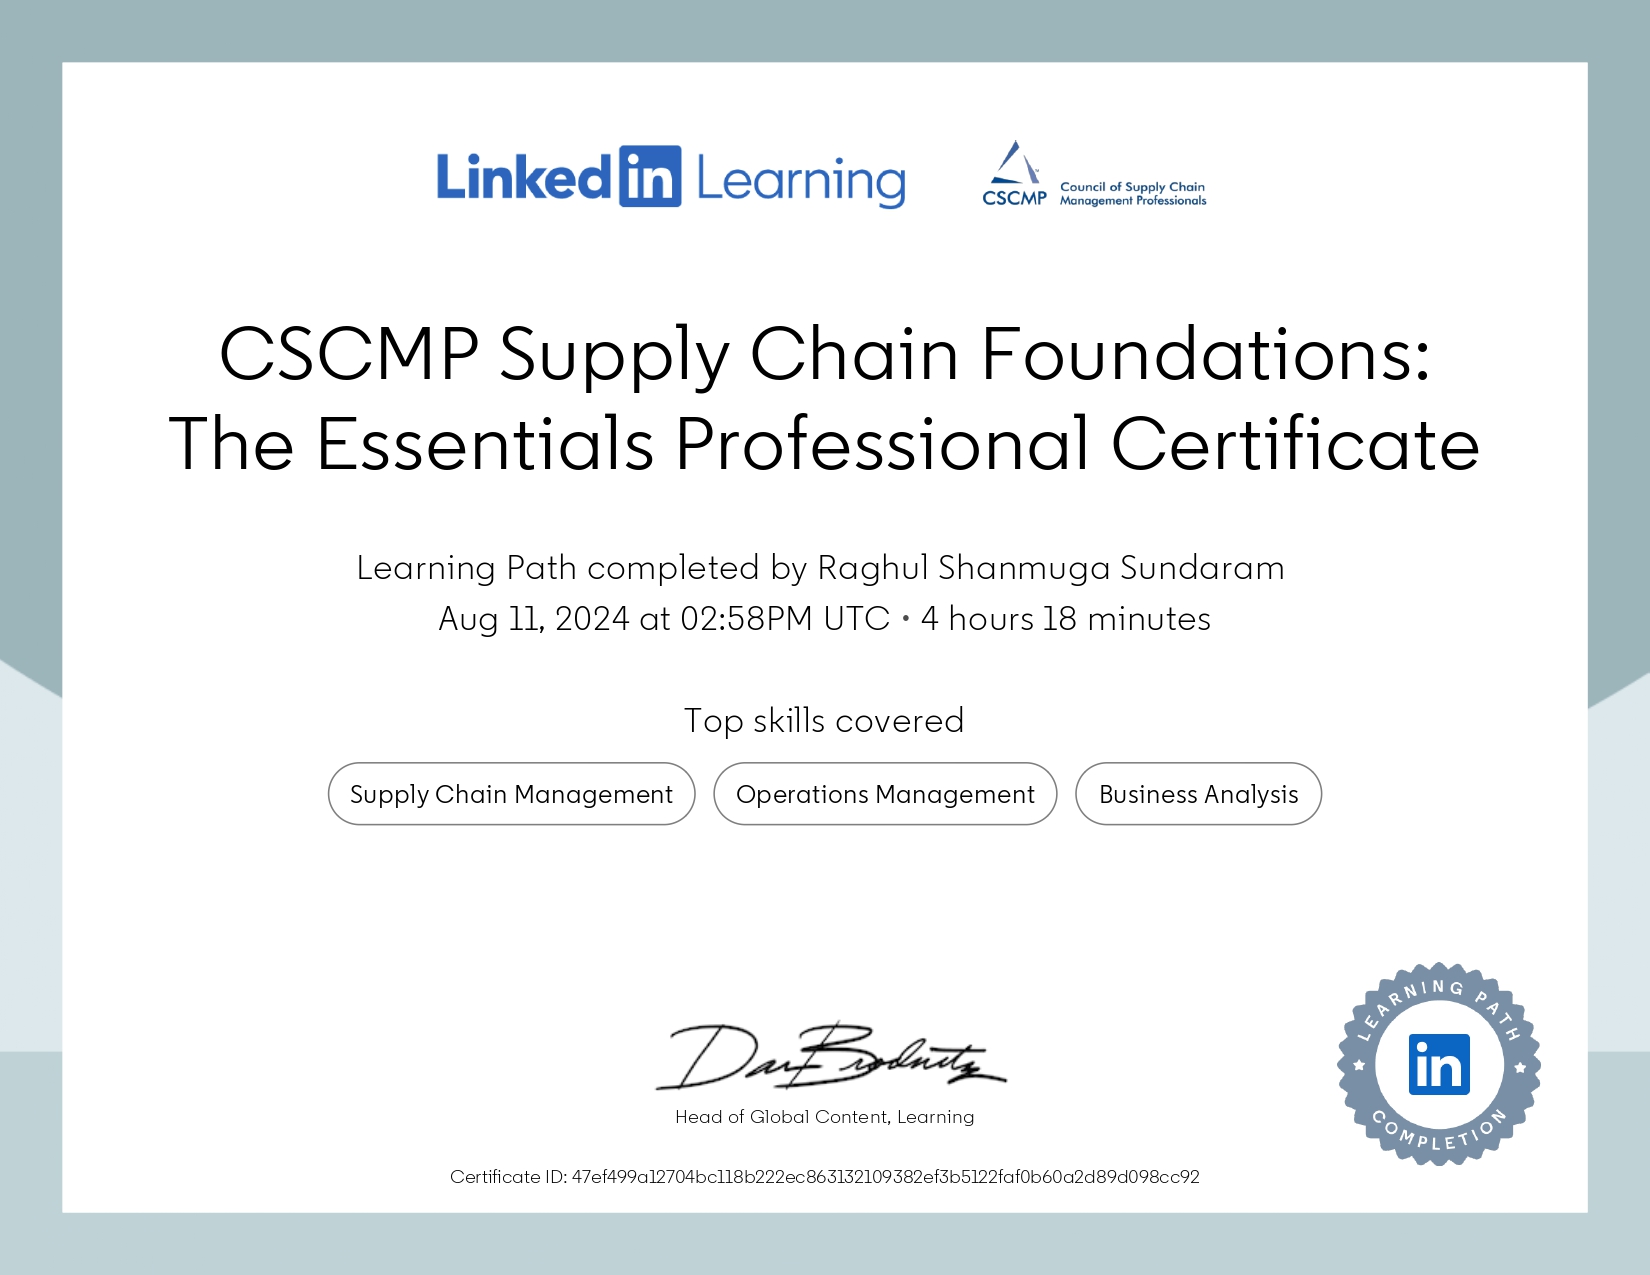 Linked in Learning
CSCMP
Council of Supply Chain
Management Professionals
CSCMP Supply Chain Foundations:
The Essentials Professional Certificate
Learning Path completed by Raghul Shanmuga Sundaram
Aug 11, 2024 at 02:58PM UTC • 4 hours 18 minutes
Top skills covered
Supply Chain Management
Operations Management
Business Analysis
Dan Brodnitz
Head of Global Content, Learning
LEARNING PATH
in
COMPLETION
Certificate ID: 47ef499a12704bc118b222ec863132109382ef3b5122faf0b60a2d89d098cc92